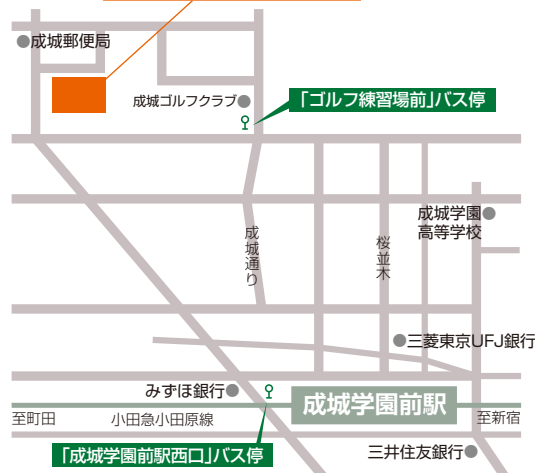 成城郵便局
成城ゴルフクラブ
「ゴルフ練習場前」バス停
成城学園
高等学校
成城通り
桜並木
三菱東京UFJ銀行
みずほ銀行
成城学園前駅
至町田
小田急小田原線
至新宿
「成城学園前駅西口」バス停
三井住友銀行